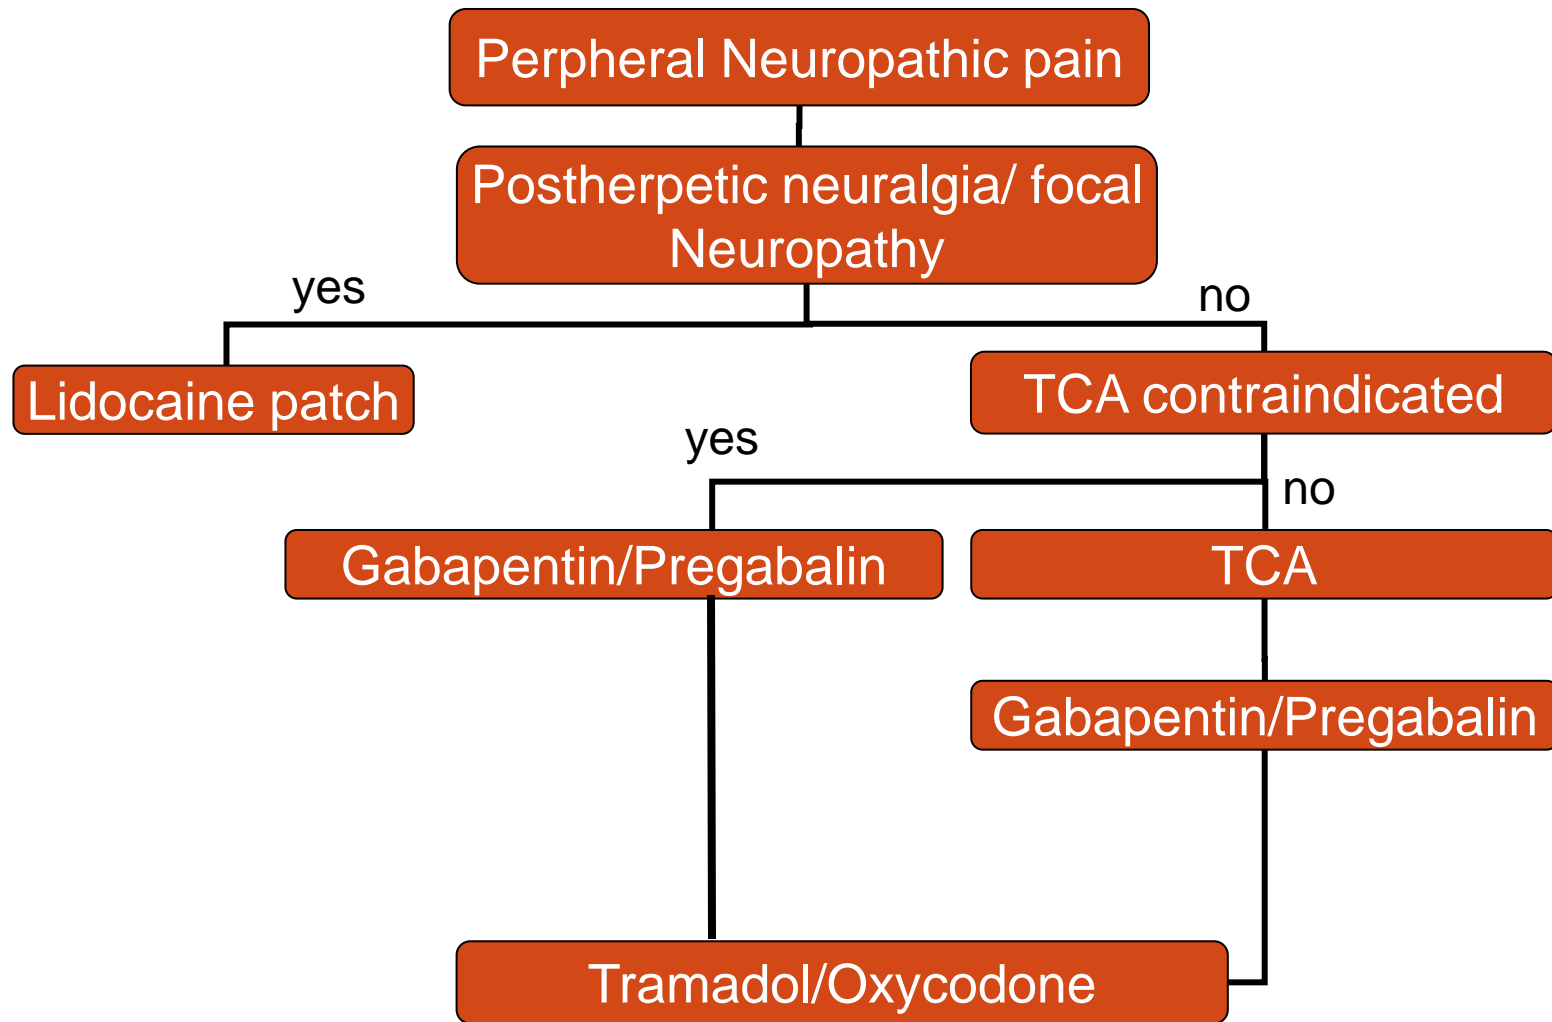 Perpheral Neuropathic pain
Postherpetic neuralgia/ focal
Neuropathy
yes
no
Lidocaine patch
TCA contraindicated
yes
no
Gabapentin/Pregabalin
TCA
Gabapentin/Pregabalin
Tramadol/Oxycodone